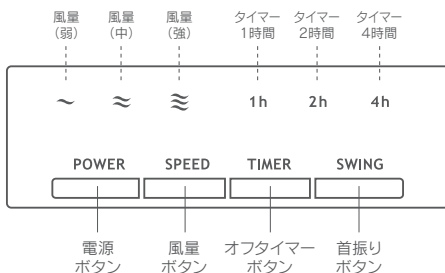 風量 風量 風量 タイマー タイマー タイマー
(弱) (中) (強) 1時間 2時間 4時間
1h 2h 4h
POWER SPEED TIMER SWING
電源 風量 オフタイマー 首振り
ボタン ボタン ボタン ボタン